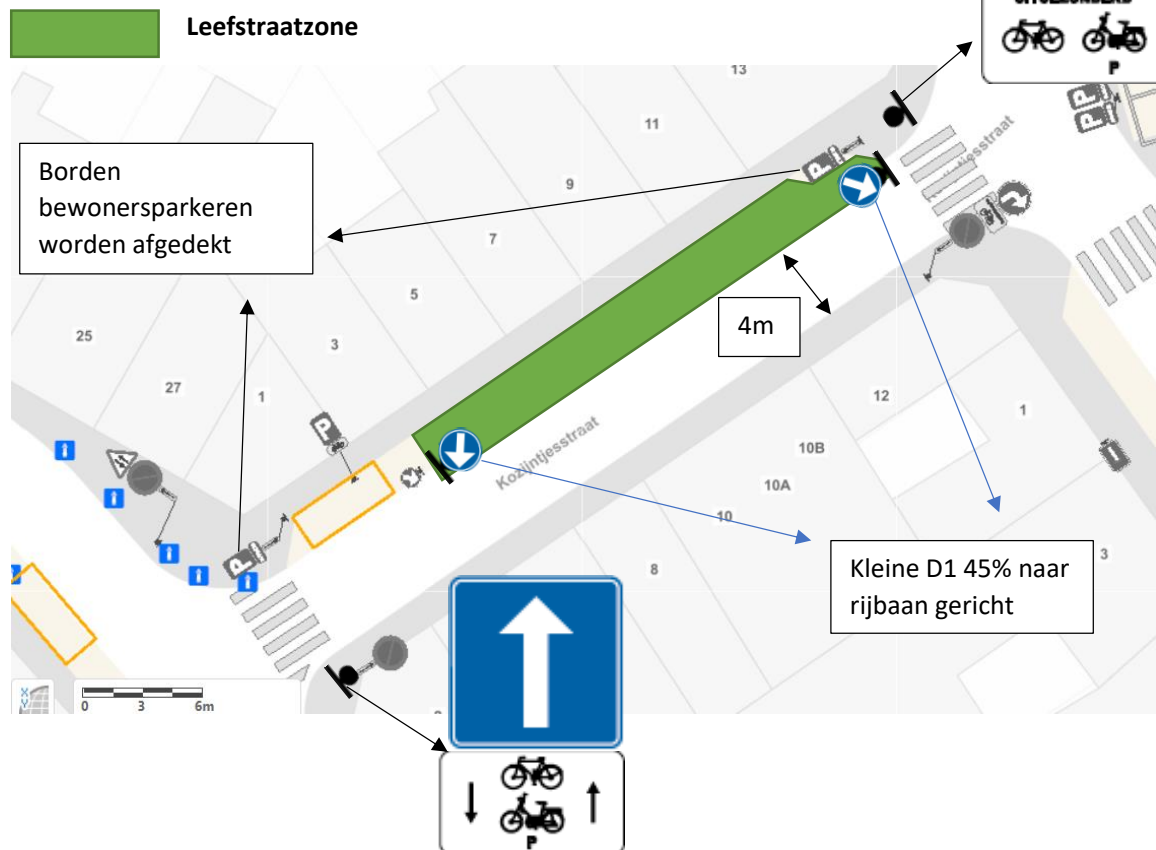 Leefstraatzone
UITGEZONDERD
P
13
11
Borden
bewonersparkeren
worden afgedekt
9
7
5
3
1
25
27
4m
12
1
10B
10A
10
8
3
Kozijntjesstraat
Kleine D1 45% naar
rijbaan gericht
P
P
P
P
P
X
Y
0 3 6m
P